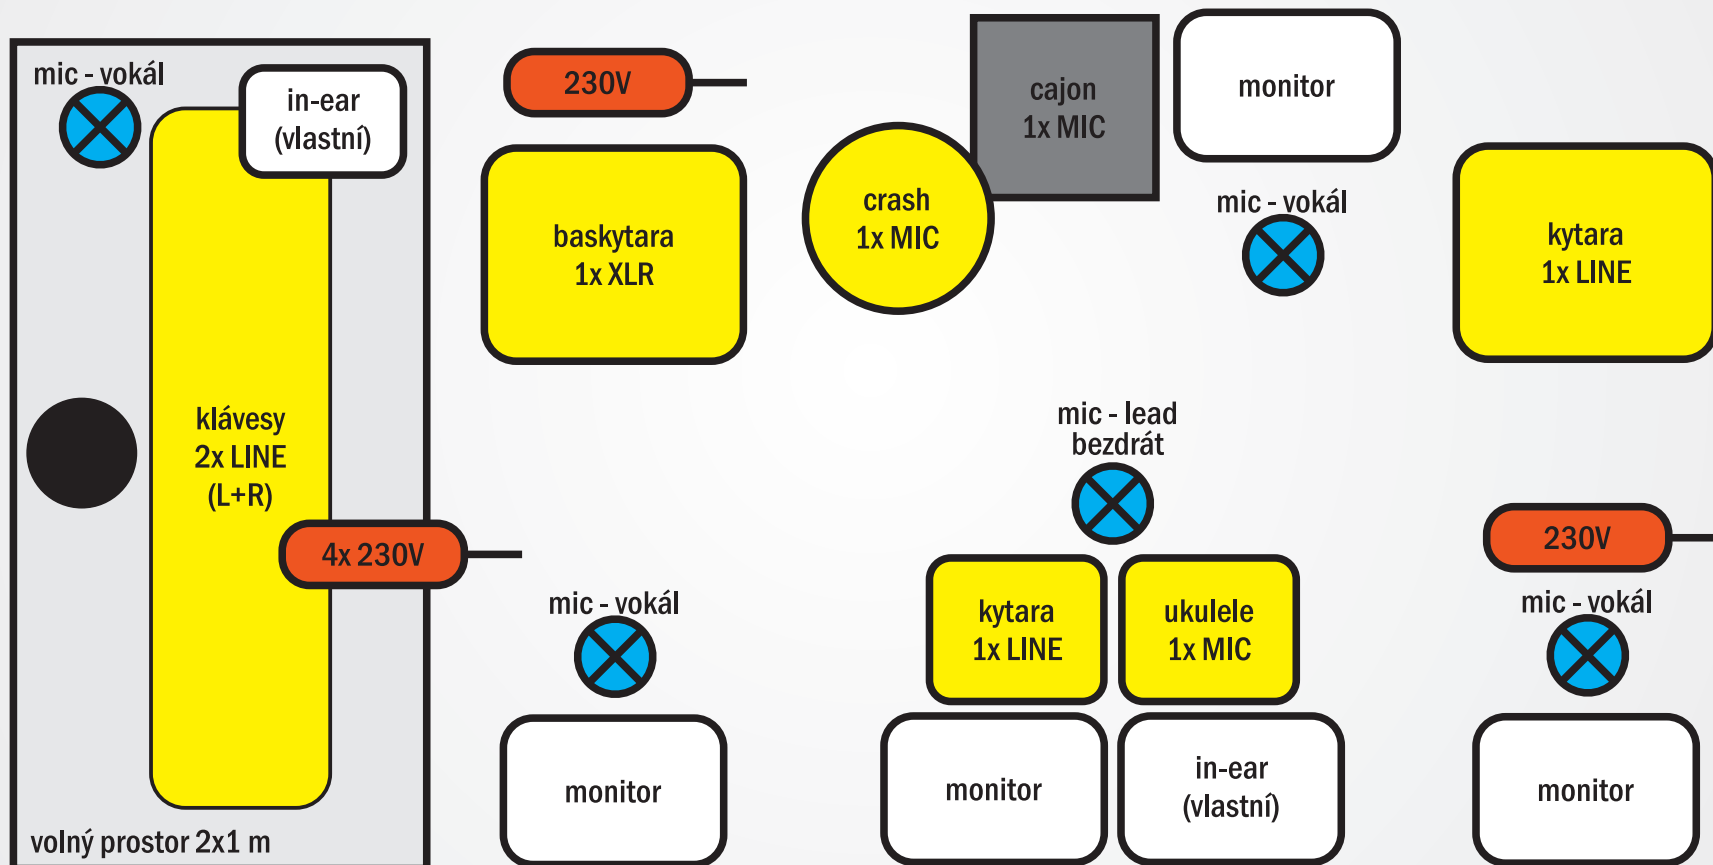 mic - vokál
in-ear
(vlastní)
klávesy
2x LINE
(L+R)
4x 230V
volný prostor 2x1 m
230V
baskytara
1x XLR
mic - vokál
monitor
cajon
1x MIC
crash
1x MIC
monitor
mic - vokál
mic - lead
bezdrát
kytara
1x LINE
ukulele
1x MIC
monitor
in-ear
(vlastní)
kytara
1x LINE
230V
mic - vokál
monitor